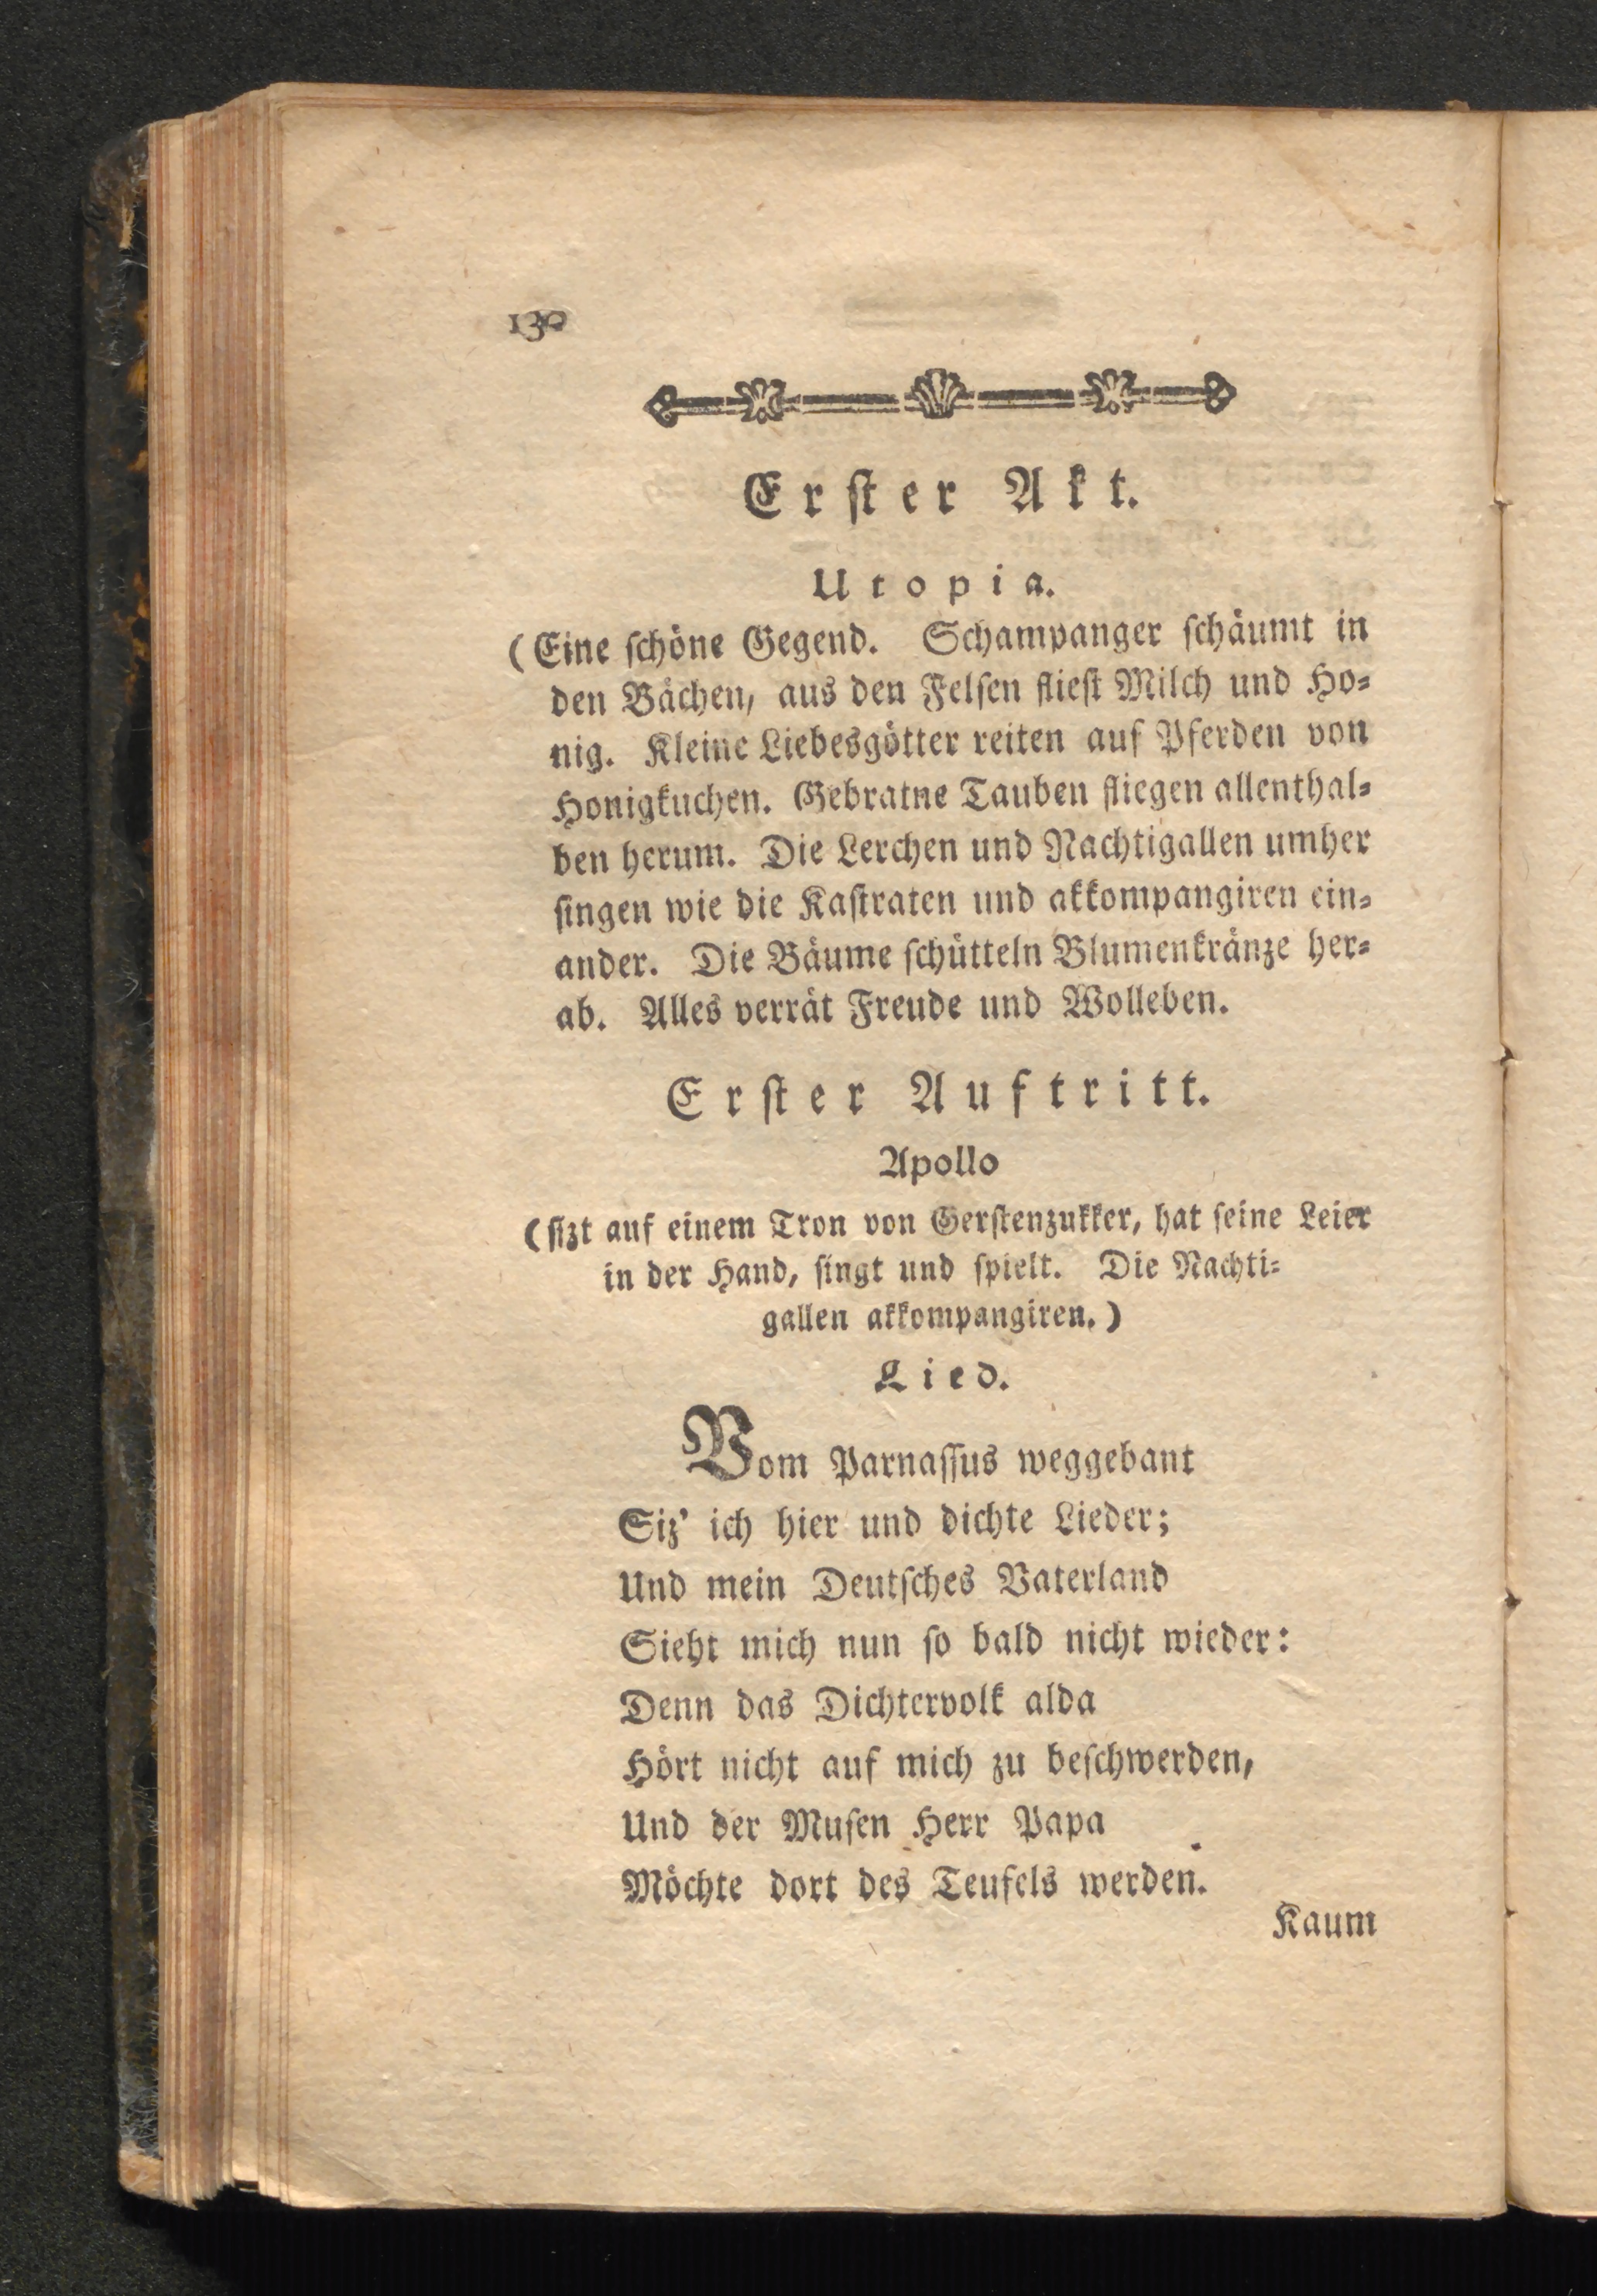 130
Erſter Akt.
Utopia.
(Eine ſchöne Gegend. Schampanger ſchäumt in
den Bächen, aus den Felſen flieſt Milch und Ho-
nig. Kleine Liebesgötter reiten auf Pferden von
Honigkuchen. Gebratne Tauben fliegen allenthal-
ben herum. Die Lerchen und Nachtigallen umher
ſingen wie die Kaſtraten und akkompangiren ein-
ander. Die Bäume ſchütteln Blumenkränze her-
ab. Alles verrät Freude und Wolleben.
Erſter Auftritt.
Apollo
(ſizt auf einem Tron von Gerſtenzukker, hat ſeine Leier
in der Hand, ſingt und ſpielt. Die Nachti-
gallen akkompangiren.)
Lied.
Vom Parnaſſus weggebant
Siz' ich hier und dichte Lieder;
Und mein Deutſches Vaterland
Sieht mich nun ſo bald nicht wieder:
Denn das Dichtervolk alda
Hört nicht auf mich zu beſchwerden,
Und der Muſen Herr Papa
Möchte dort des Teufels werden.
Kaum